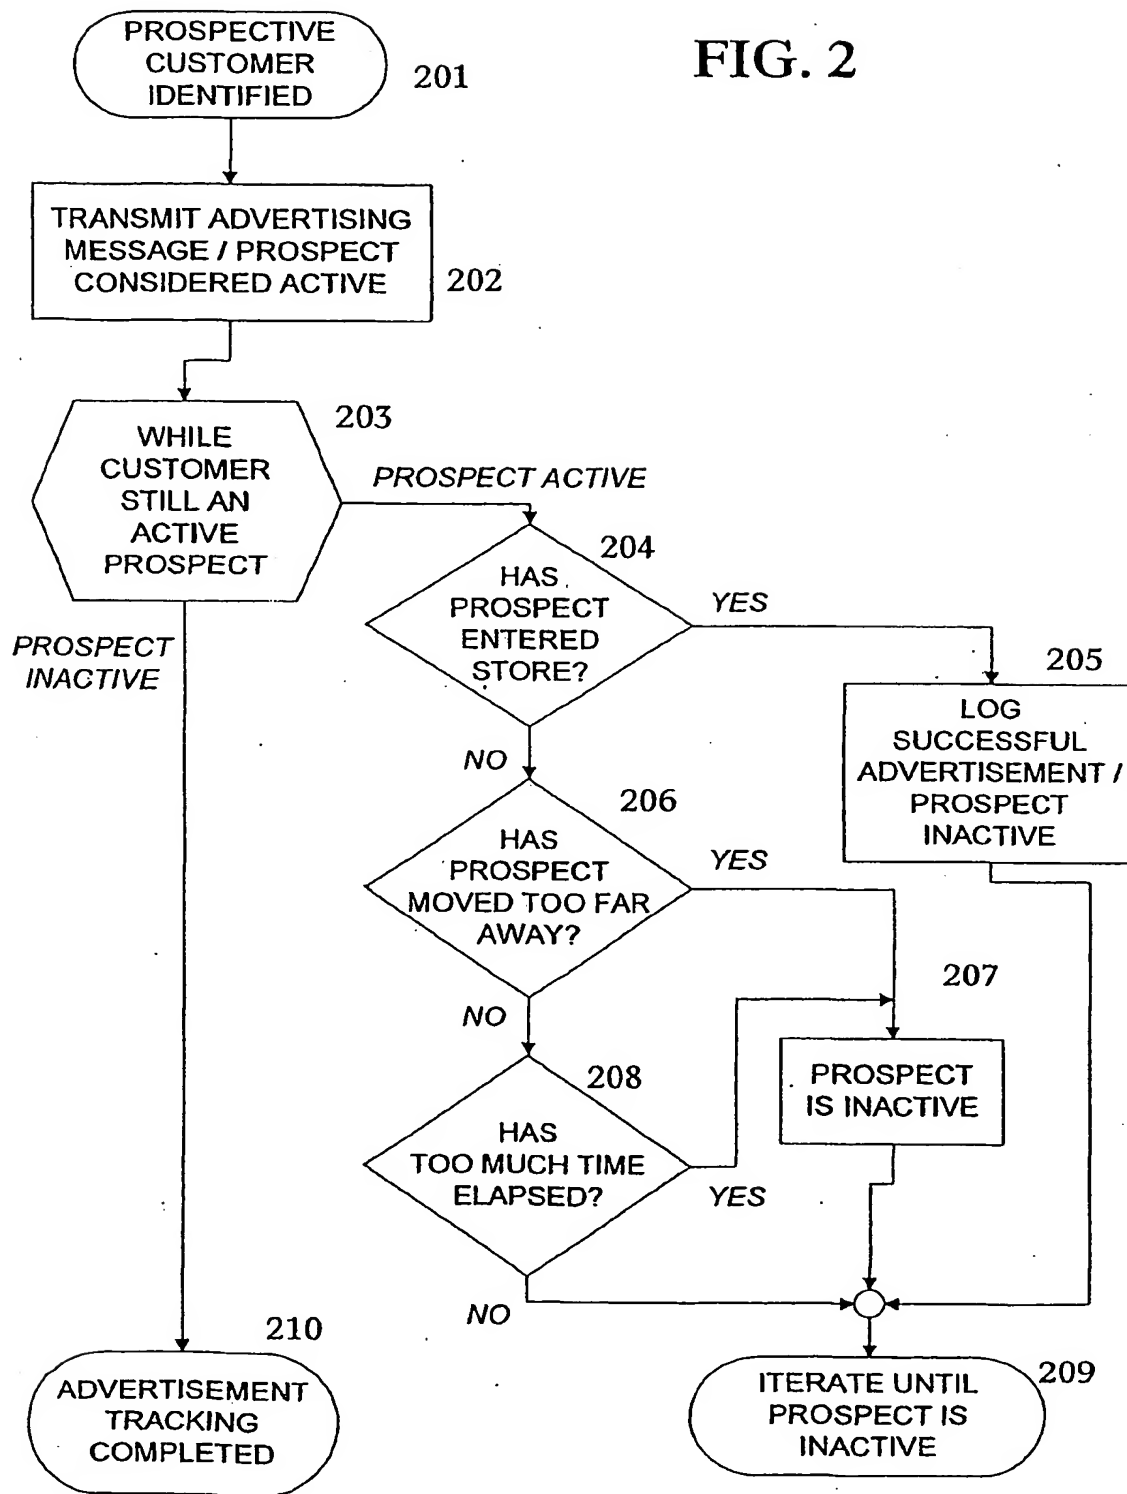 FIG. 2
PROSPECTIVE
CUSTOMER
IDENTIFIED
201
TRANSMIT ADVERTISING
MESSAGE / PROSPECT
CONSIDERED ACTIVE
202
203
WHILE
CUSTOMER
STILL AN
ACTIVE
PROSPECT
PROSPECT ACTIVE
PROSPECT
INACTIVE
204
HAS
PROSPECT
ENTERED
STORE?
YES
NO
205
LOG
SUCCESSFUL
ADVERTISEMENT /
PROSPECT
INACTIVE
206
HAS
PROSPECT
MOVED TOO FAR
AWAY?
YES
NO
207
PROSPECT
IS INACTIVE
208
HAS
TOO MUCH TIME
ELAPSED?
YES
NO
209
ITERATE UNTIL
PROSPECT IS
INACTIVE
210
ADVERTISEMENT
TRACKING
COMPLETED